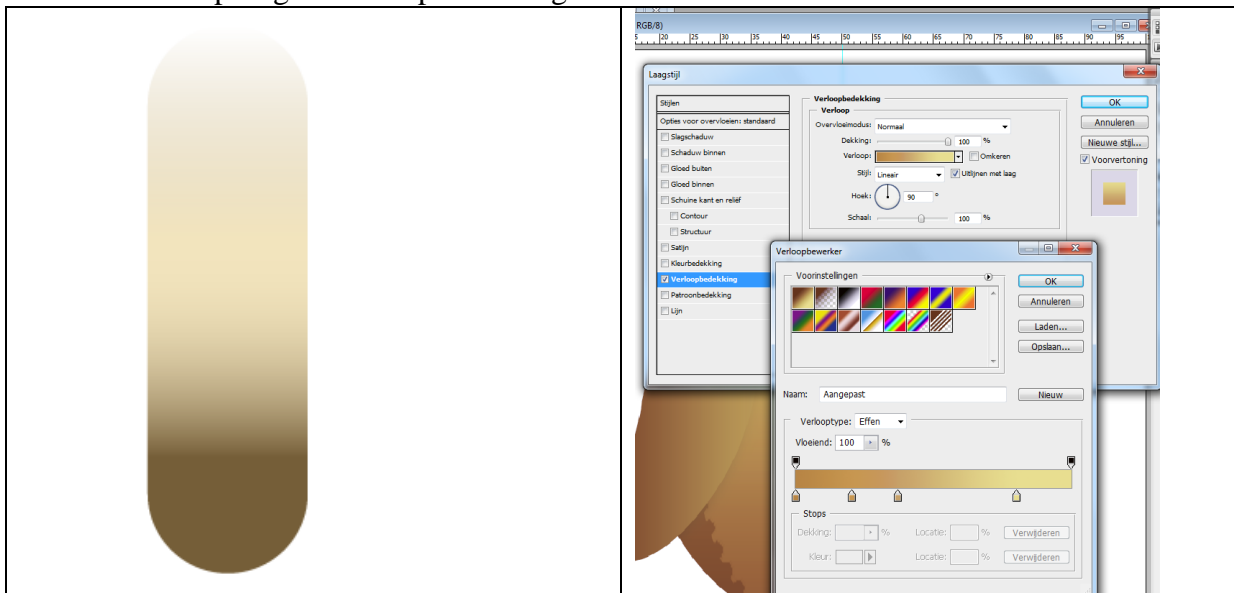 RGB/8)
20 25 30 35 40 45 50 55 60 65 70 75 80 85 90 95
Laagstijl
Stijlen
Opties voor overvloeien: standaard
Slagschaduw
Schaduw binnen
Gloed buiten
Gloed binnen
Schuine kant en reliëf
Contour
Structuur
Satijn
Kleurbedekking
Verloopbedekking
Patroonbedekking
Lijn
Verloopbedekking
Verloop
Overvloeimodus: Normaal
Dekking: 100 %
Verloop: Omkeren
Stijl: Lineair Uitlijnen met laag
Hoek: 90 °
Schaal: 100 %
OK
Annuleren
Nieuwe stijl...
Voorvertoning
Verloopbewerker
Voorinstellingen
OK
Annuleren
Laden...
Opslaan...
Naam: Aangepast Nieuw
Verlooptype: Effen
Vloeiend: 100 %
Stops
Dekking: % Locatie: % Verwijderen
Kleur: Locatie: % Verwijderen